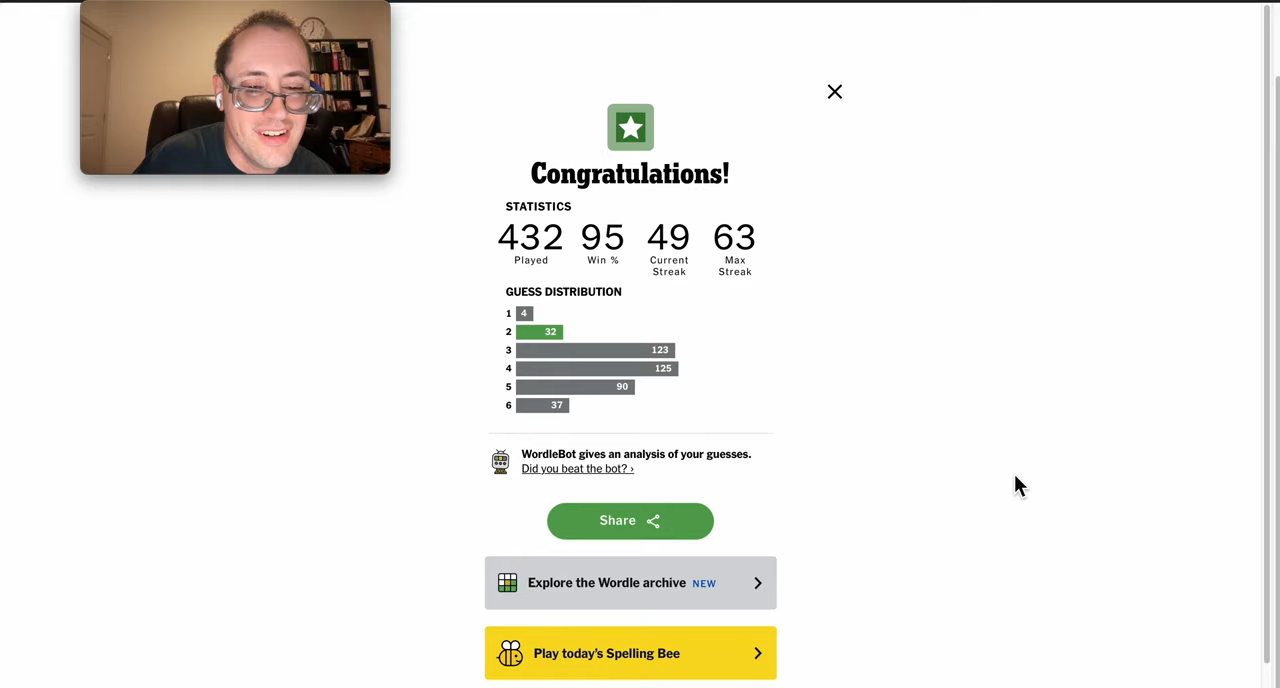 Congratulations!
STATISTICS
432 95 49 63
Played Win % Current Streak Max Streak
GUESS DISTRIBUTION
1 4
2 32
3 123
4 125
5 90
6 37
WordleBot gives an analysis of your guesses.
Did you beat the bot? ›
Share
Explore the Wordle archive NEW
Play today’s Spelling Bee